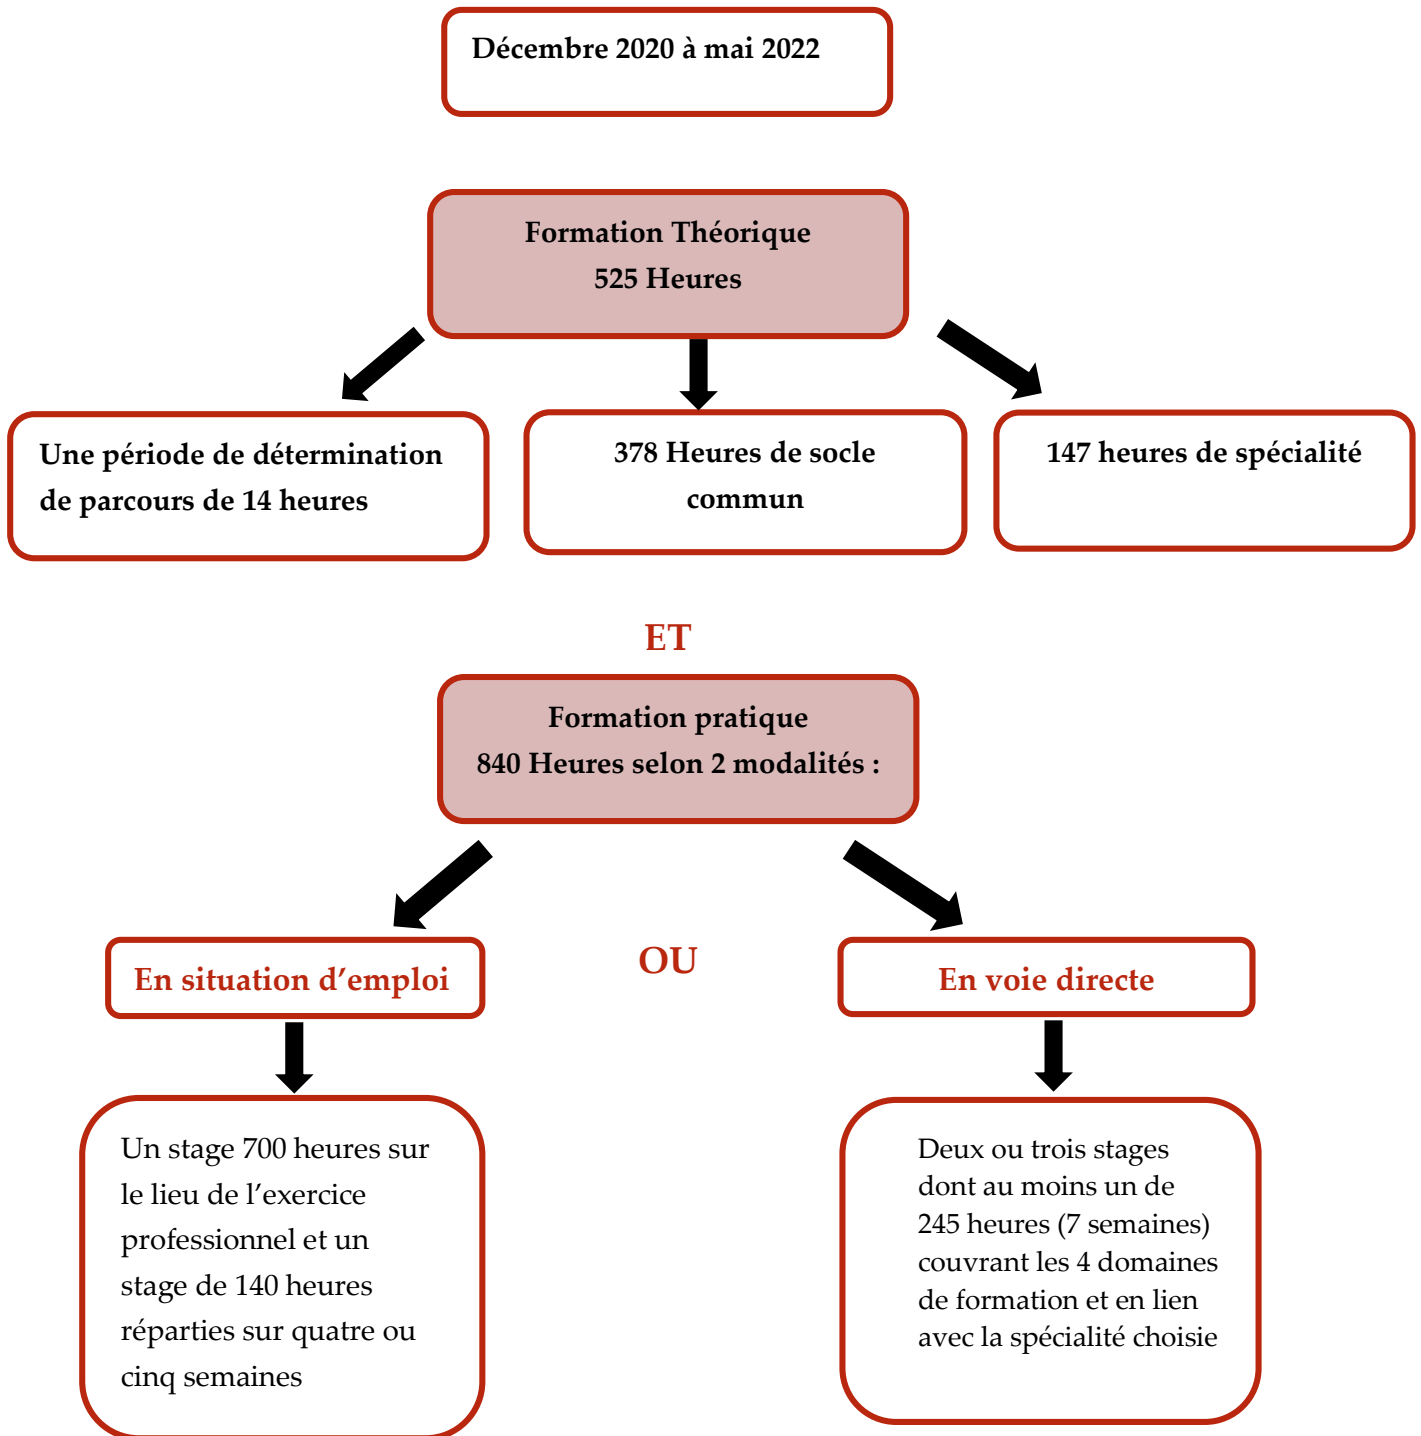 Décembre 2020 à mai 2022
Formation Théorique
525 Heures
Une période de détermination
de parcours de 14 heures
378 Heures de socle
commun
147 heures de spécialité
ET
Formation pratique
840 Heures selon 2 modalités :
En situation d’emploi
OU
En voie directe
Un stage 700 heures sur
le lieu de l’exercice
professionnel et un
stage de 140 heures
réparties sur quatre ou
cinq semaines
Deux ou trois stages
dont au moins un de
245 heures (7 semaines)
couvrant les 4 domaines
de formation et en lien
avec la spécialité choisie